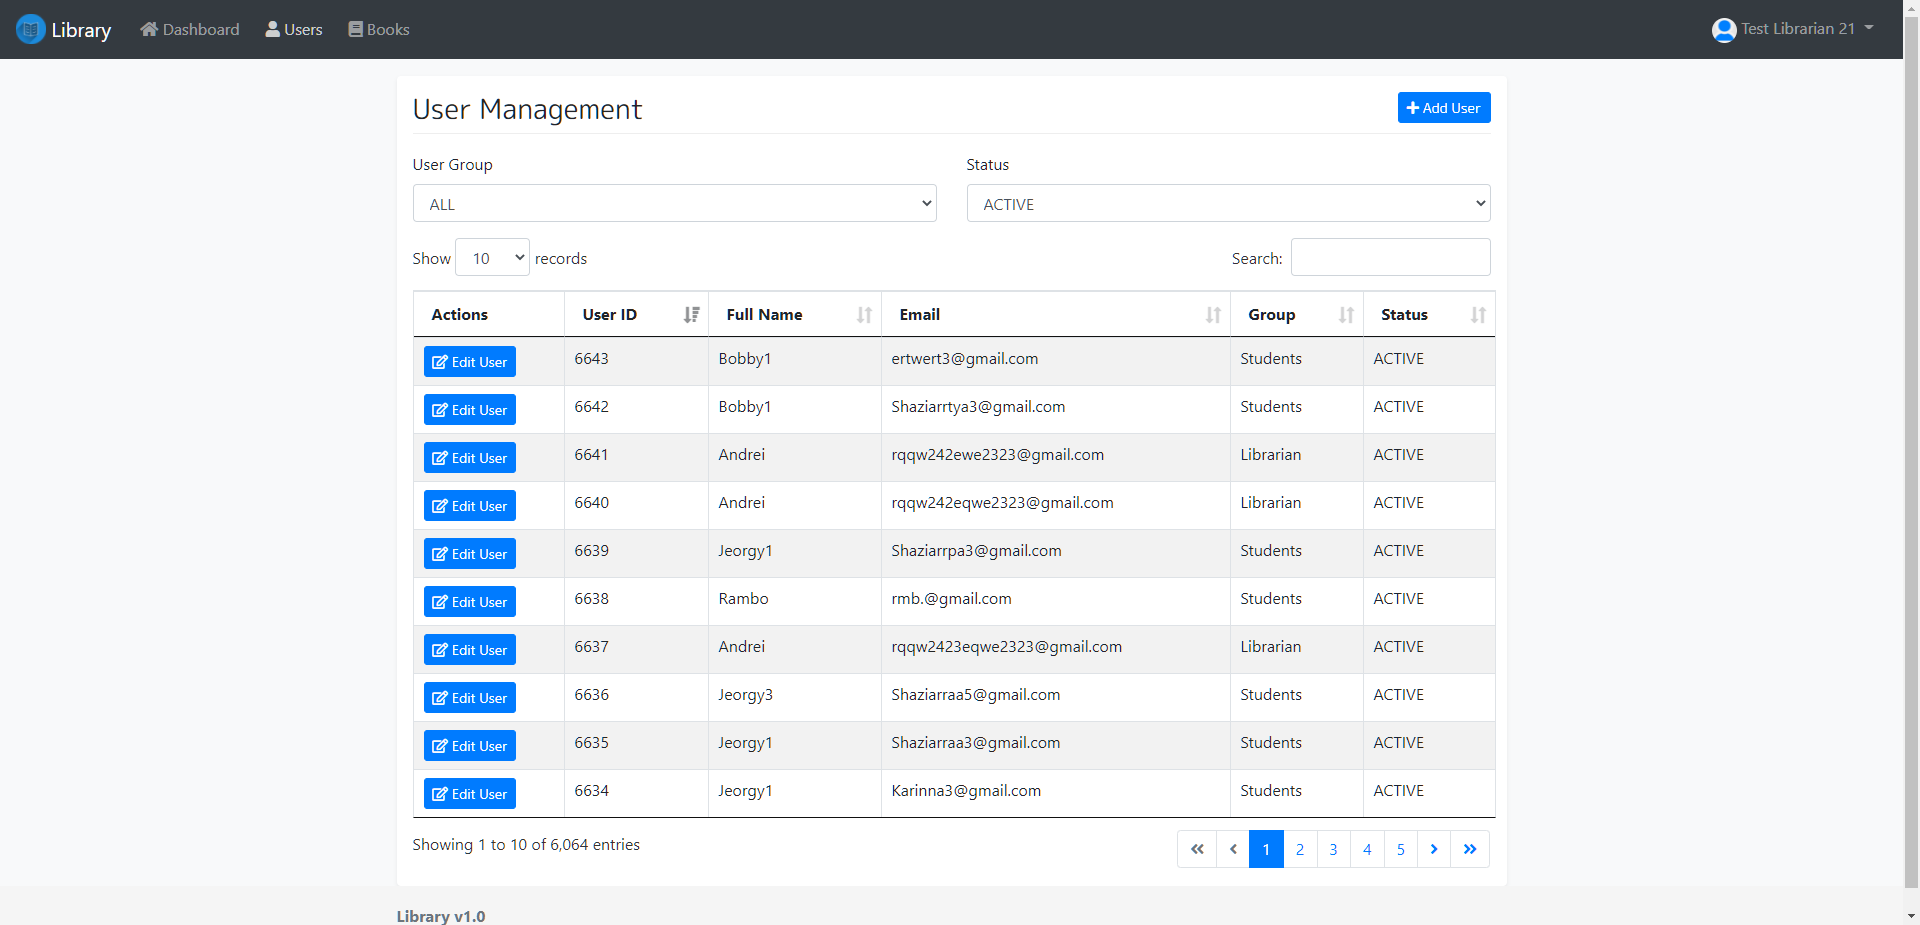 Library Dashboard Users Books Test Librarian 21
User Management Add User
User Group Status
ALL ACTIVE
Show 10 records Search:
Actions User ID Full Name Email Group Status
Edit User 6643 Bobby1 ertwert3@gmail.com Students ACTIVE
Edit User 6642 Bobby1 Shaziarrtya3@gmail.com Students ACTIVE
Edit User 6641 Andrei rqqw242ewe2323@gmail.com Librarian ACTIVE
Edit User 6640 Andrei rqqw242eqwe2323@gmail.com Librarian ACTIVE
Edit User 6639 Jeorgy1 Shaziarrpa3@gmail.com Students ACTIVE
Edit User 6638 Rambo rmb.@gmail.com Students ACTIVE
Edit User 6637 Andrei rqqw2423eqwe2323@gmail.com Librarian ACTIVE
Edit User 6636 Jeorgy3 Shaziarraa5@gmail.com Students ACTIVE
Edit User 6635 Jeorgy1 Shaziarraa3@gmail.com Students ACTIVE
Edit User 6634 Jeorgy1 Karinna3@gmail.com Students ACTIVE
Showing 1 to 10 of 6,064 entries « ‹ 1 2 3 4 5 › »
Library v1.0